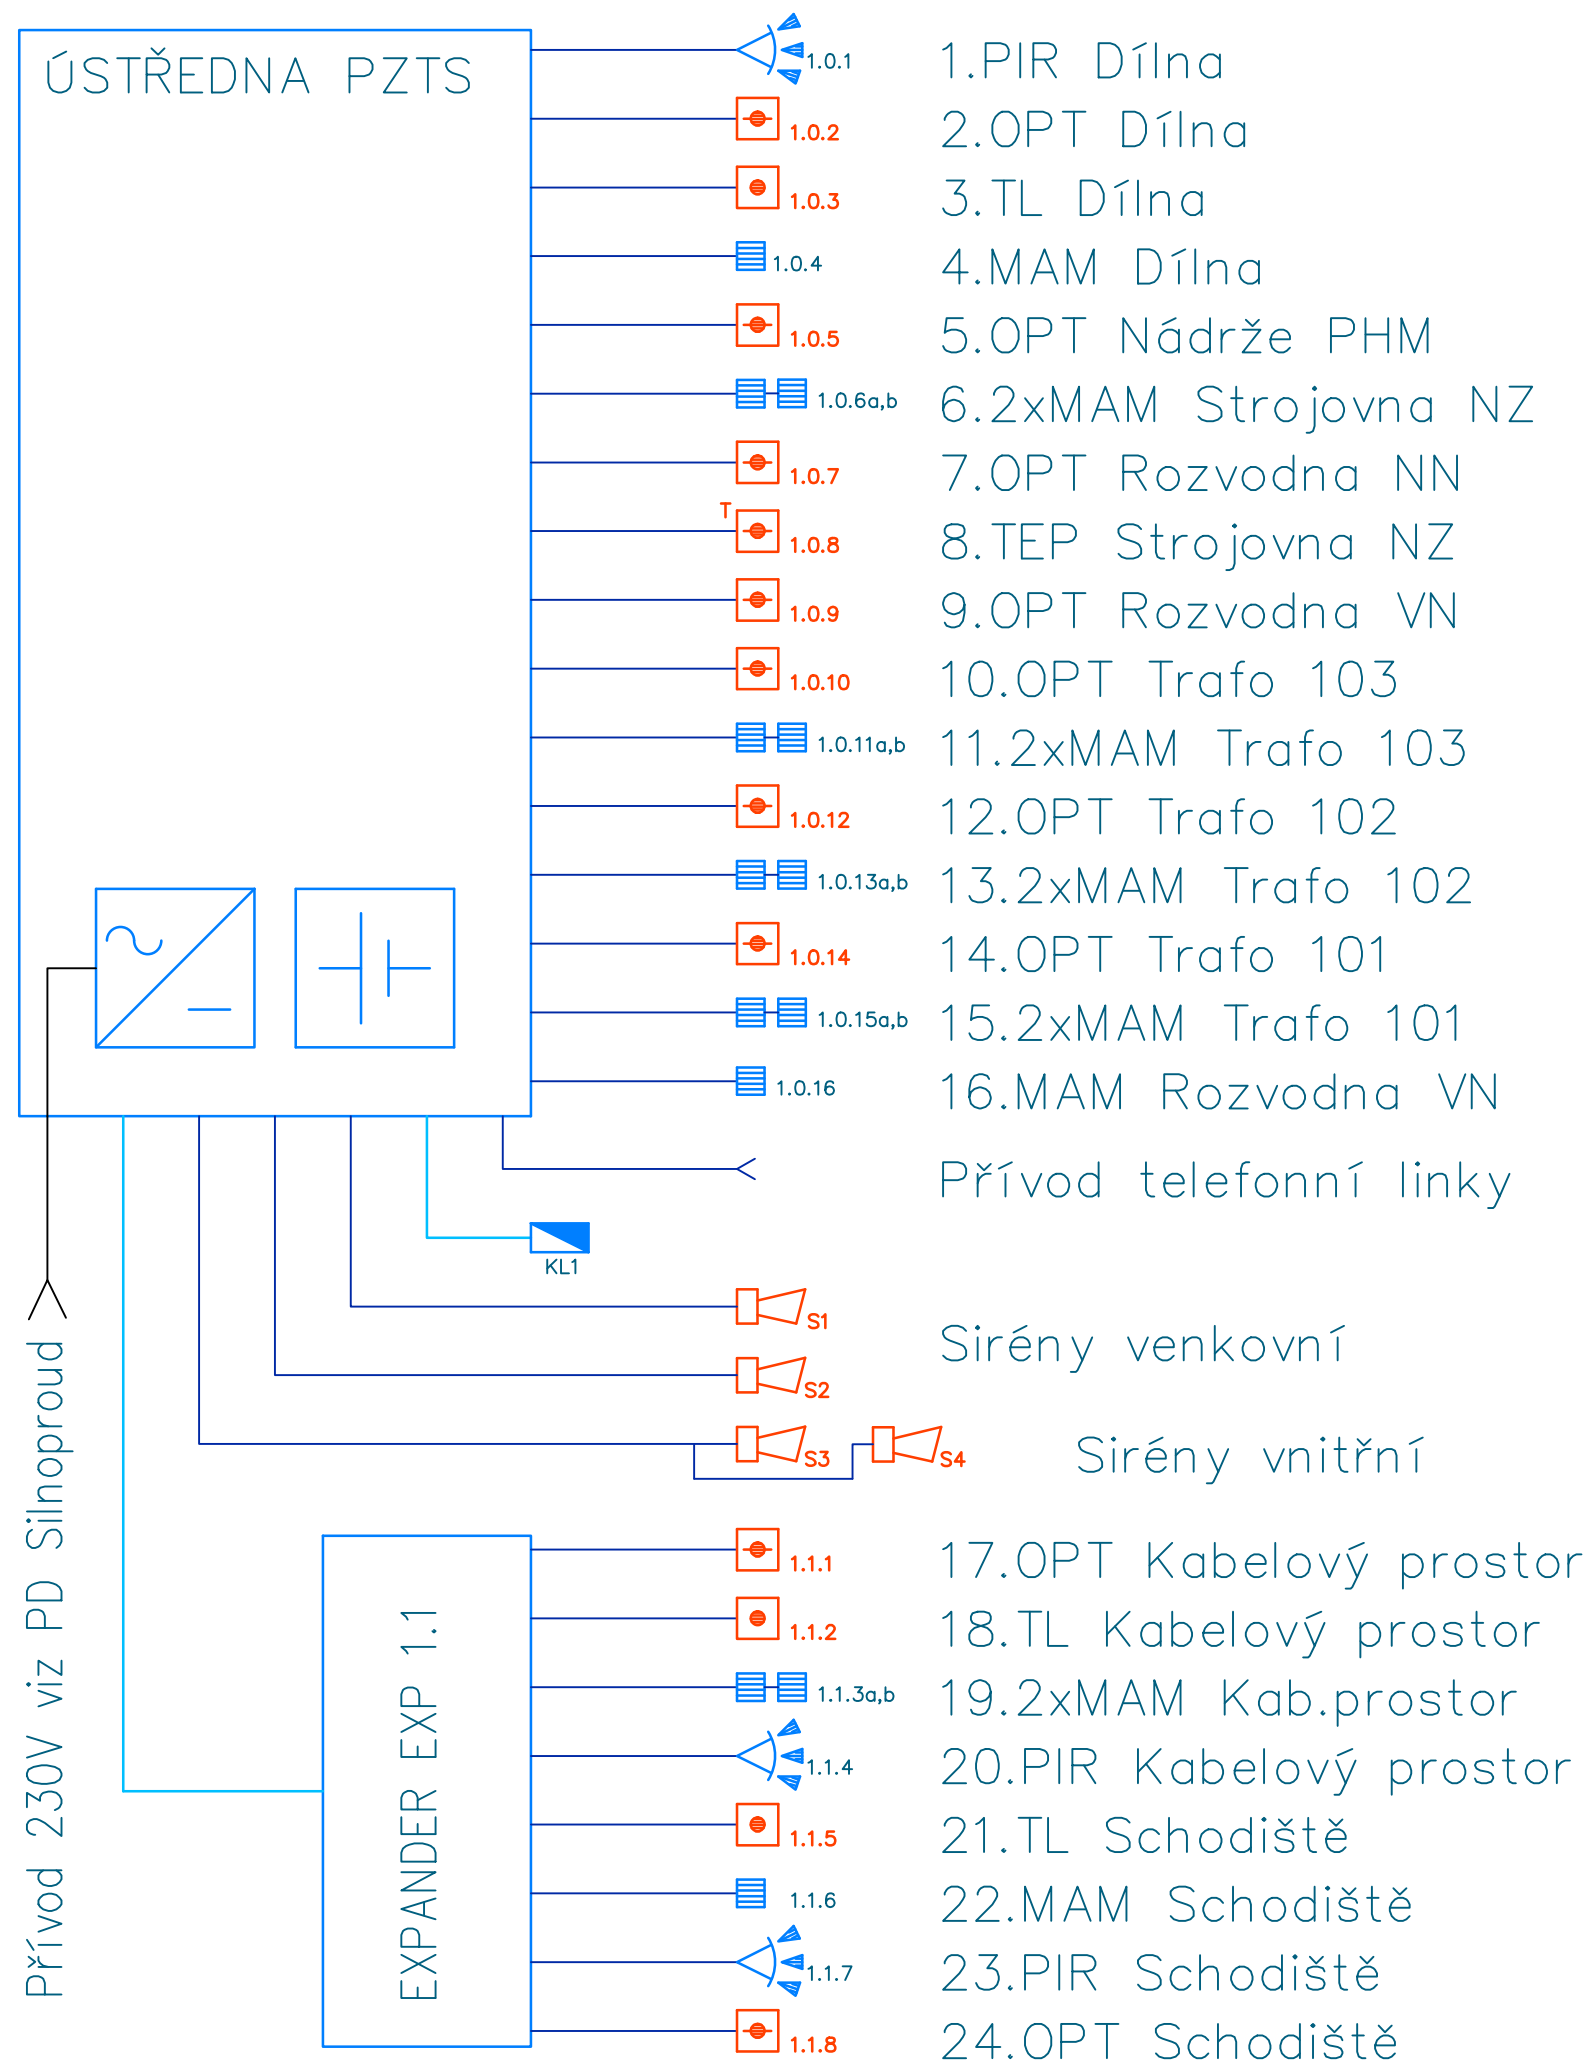 ÚSTŘEDNA PZTS
1.0.1 1.PIR Dílna
1.0.2 2.OPT Dílna
1.0.3 3.TL Dílna
1.0.4 4.MAM Dílna
1.0.5 5.OPT Nádrže PHM
1.0.6a,b 6.2xMAM Strojovna NZ
1.0.7 7.OPT Rozvodna NN
T 1.0.8 8.TEP Strojovna NZ
1.0.9 9.OPT Rozvodna VN
1.0.10 10.OPT Trafo 103
1.0.11a,b 11.2xMAM Trafo 103
1.0.12 12.OPT Trafo 102
1.0.13a,b 13.2xMAM Trafo 102
1.0.14 14.OPT Trafo 101
1.0.15a,b 15.2xMAM Trafo 101
1.0.16 16.MAM Rozvodna VN
Přívod telefonní linky
KL1
S1
Sirény venkovní
S2
S3 S4 Sirény vnitřní
Přívod 230V viz PD Silnoproud
EXPANDER EXP 1.1
1.1.1 17.OPT Kabelový prostor
1.1.2 18.TL Kabelový prostor
1.1.3a,b 19.2xMAM Kab.prostor
1.1.4 20.PIR Kabelový prostor
1.1.5 21.TL Schodiště
1.1.6 22.MAM Schodiště
1.1.7 23.PIR Schodiště
1.1.8 24.OPT Schodiště